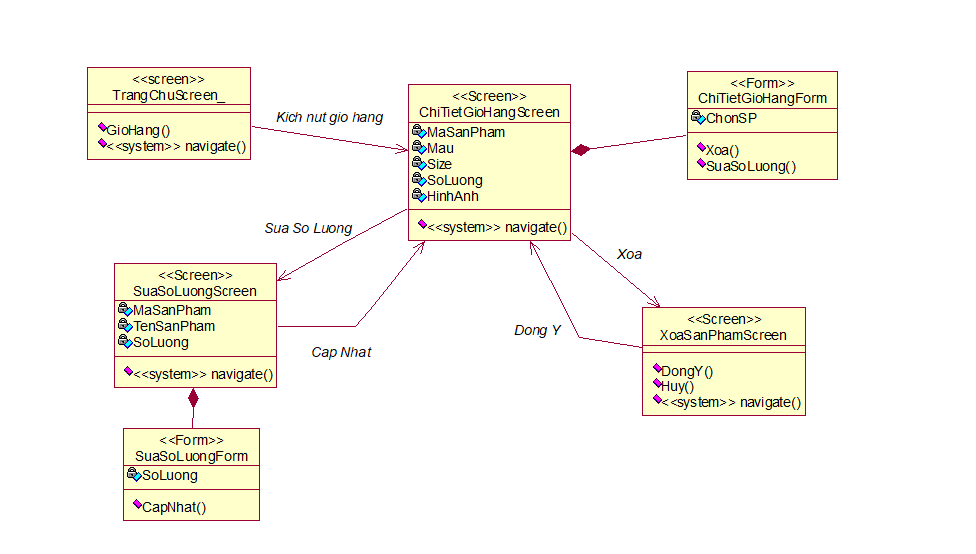 <<screen>>
TrangChuScreen_
GioHang()
<<system>> navigate()
Kich nut gio hang
<<Screen>>
ChiTietGioHangScreen
MaSanPham
Mau
Size
SoLuong
HinhAnh
<<system>> navigate()
<<Form>>
ChiTietGioHangForm
ChonSP
Xoa()
SuaSoLuong()
Sua So Luong
Xoa
<<Screen>>
SuaSoLuongScreen
MaSanPham
TenSanPham
SoLuong
<<system>> navigate()
Cap Nhat
Dong Y
<<Screen>>
XoaSanPhamScreen
DongY()
Huy()
<<system>> navigate()
<<Form>>
SuaSoLuongForm
SoLuong
CapNhat()